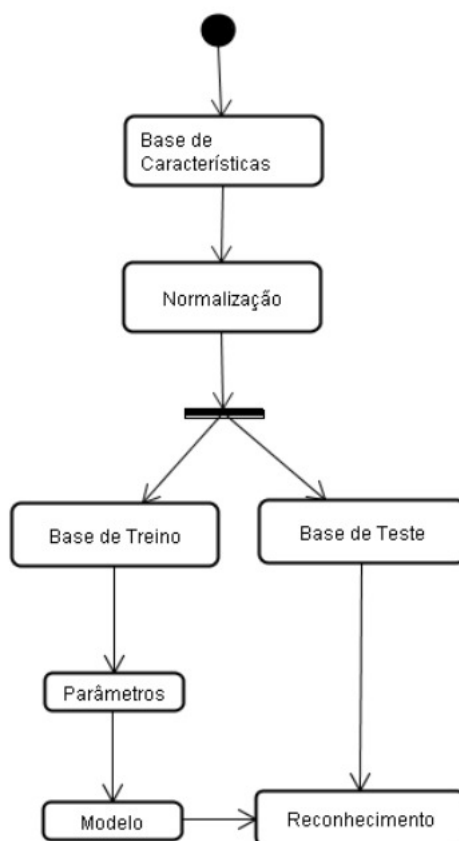 Base de
Características
Normalização
Base de Treino
Base de Teste
Parâmetros
Modelo
Reconhecimento